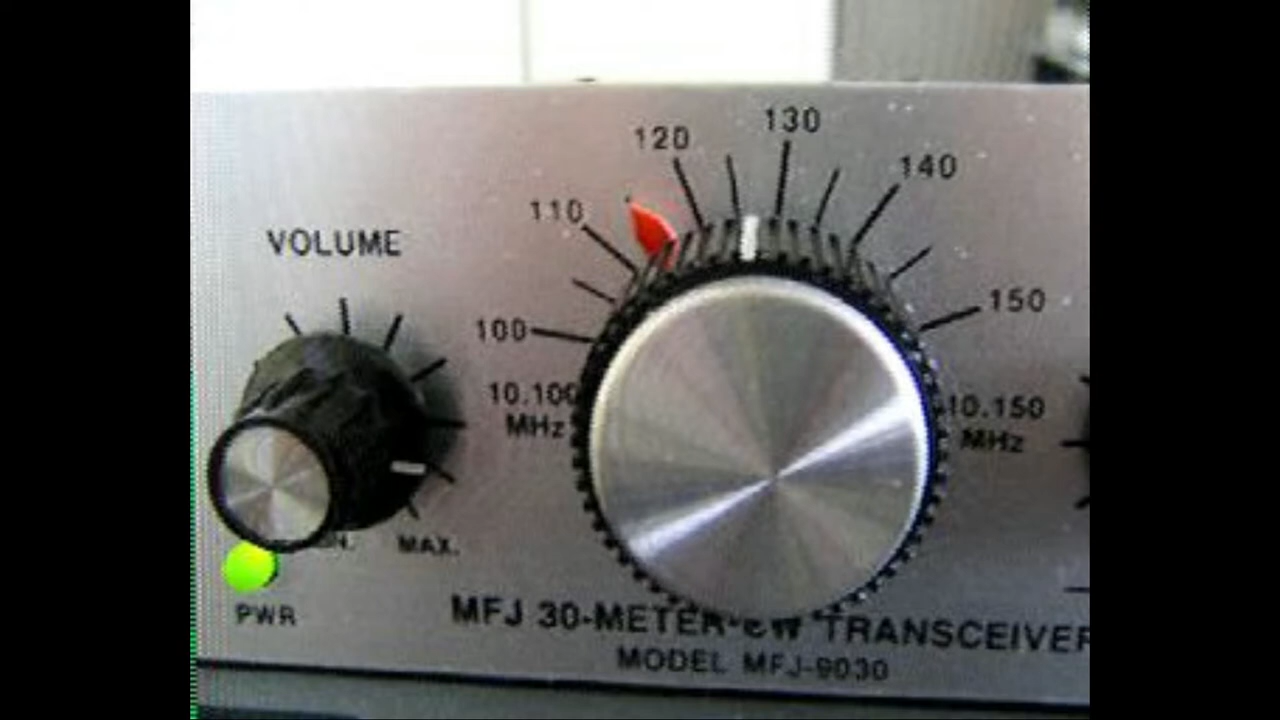 130
120
140
110
VOLUME
150
100
10.100
MHz
10.150
MHz
MAX.
PWR
MFJ 30-METER CW TRANSCEIVER
MODEL MFJ-9030